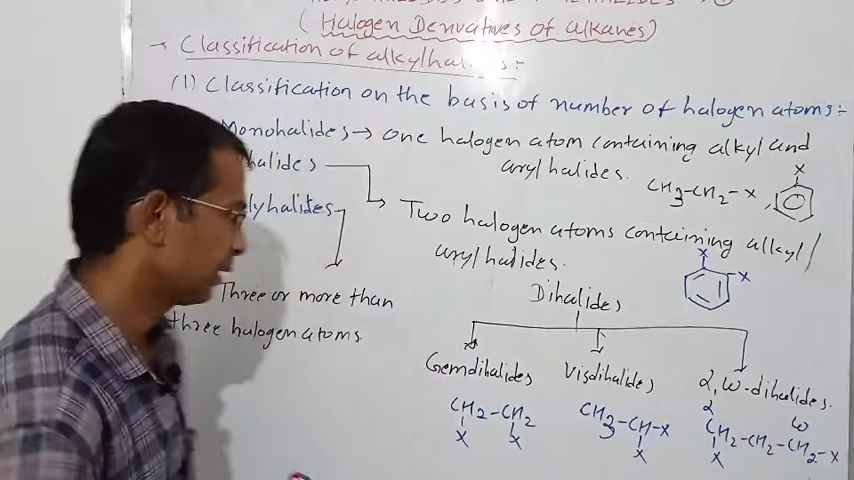 (Halogen Derivatives of alkanes)
→ Classification of alkylhal s :-
(1) Classification on the basis of number of halogen atoms :-
Monohalides → one halogen atom containing alkyl and
aryl halides. CH3-CH2-X , X
halides
lyhalides
Two halogen atoms containing alkyl/
aryl halides. X X
Three or more than
three halogen atoms.
Dihalides
Gemdihalides Visdihalides α,ω-dihalides.
CH2-CH2 CH3-CH-X CH2-CH2-CH2-X
X X X X
α ω